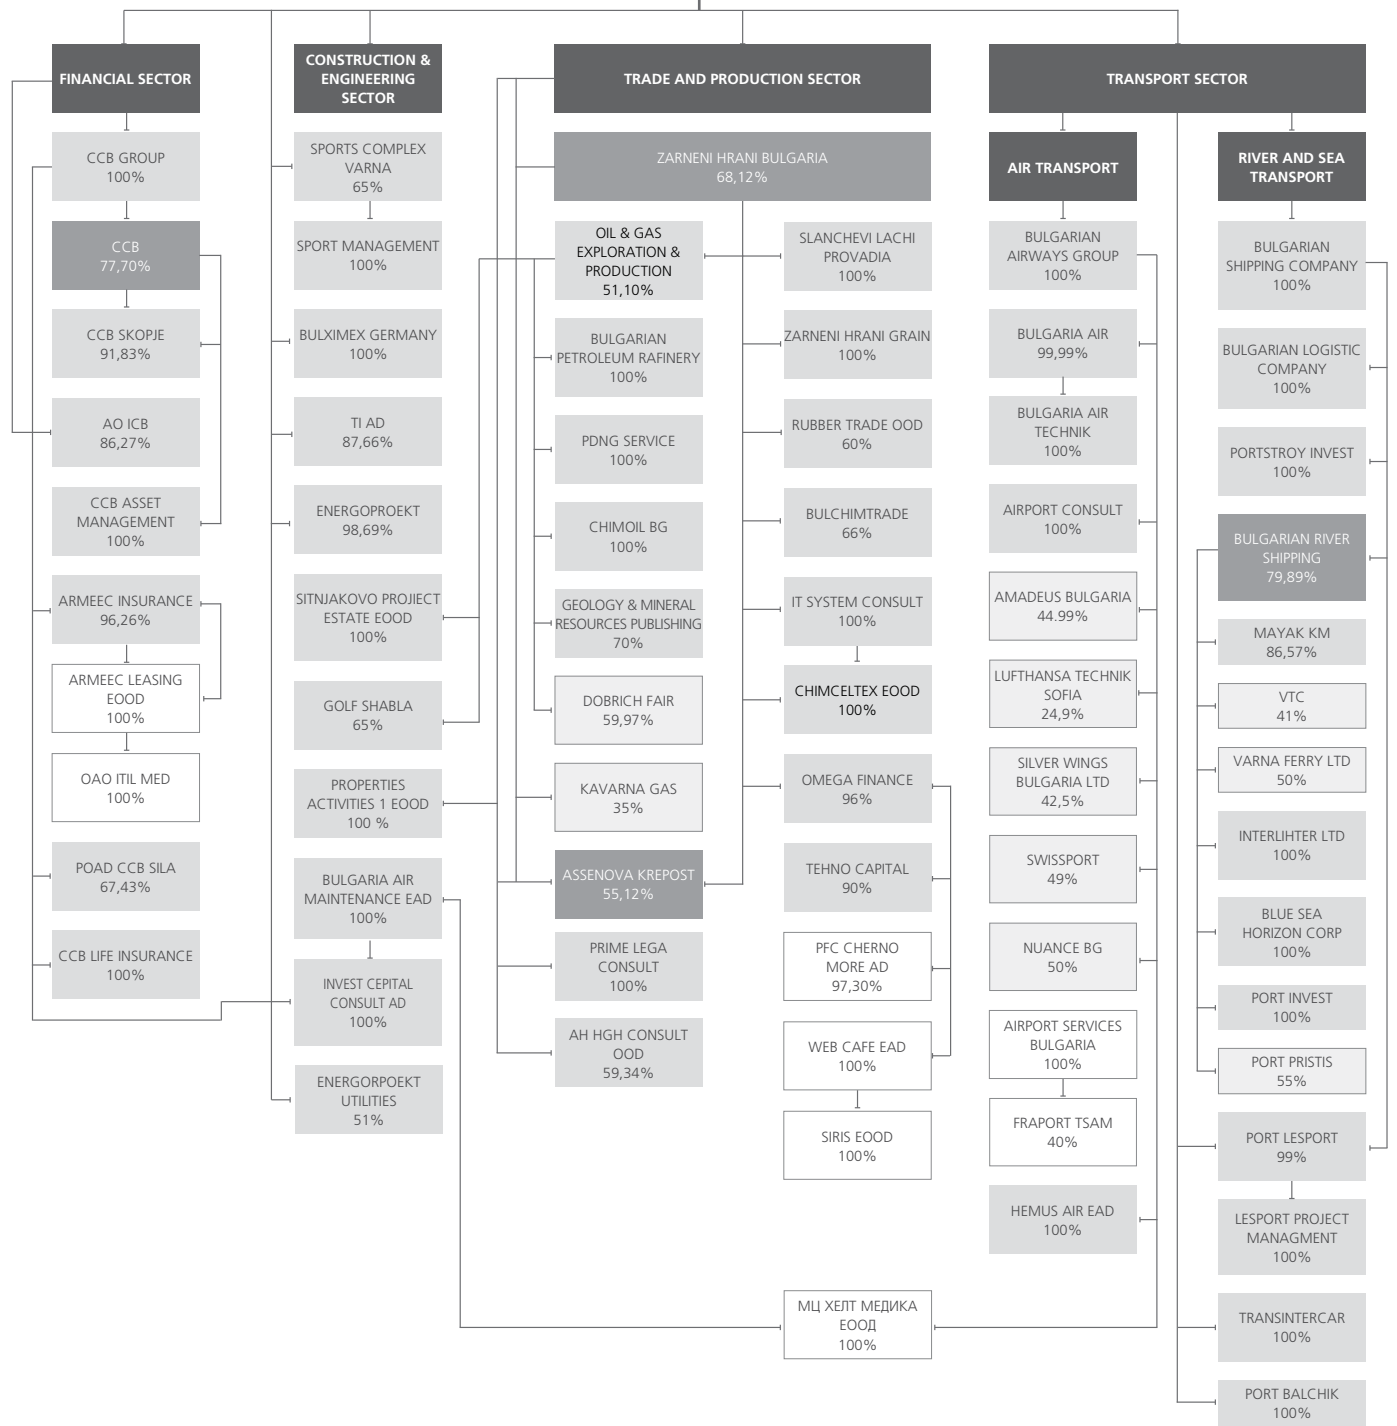 FINANCIAL SECTOR
CCB GROUP
100%
CCB
77,70%
CCB SKOPJE
91,83%
AO ICB
86,27%
CCB ASSET
MANAGEMENT
100%
ARMEEC INSURANCE
96,26%
ARMEEC LEASING
EOOD
100%
OAO ITIL MED
100%
POAD CCB SILA
67,43%
CCB LIFE INSURANCE
100%
CONSTRUCTION &
ENGINEERING
SECTOR
SPORTS COMPLEX
VARNA
65%
SPORT MANAGEMENT
100%
BULXIMEX GERMANY
100%
TI AD
87,66%
ENERGOPROEKT
98,69%
SITNJAKOVO PROJIECT
ESTATE EOOD
100%
GOLF SHABLA
65%
PROPERTIES
ACTIVITIES 1 EOOD
100 %
BULGARIA AIR
MAINTENANCE EAD
100%
INVEST CEPITAL
CONSULT AD
100%
ENERGORPOEKT
UTILITIES
51%
TRADE AND PRODUCTION SECTOR
ZARNENI HRANI BULGARIA
68,12%
OIL & GAS
EXPLORATION &
PRODUCTION
51,10%
BULGARIAN
PETROLEUM RAFINERY
100%
PDNG SERVICE
100%
CHIMOIL BG
100%
GEOLOGY & MINERAL
RESOURCES PUBLISHING
70%
DOBRICH FAIR
59,97%
KAVARNA GAS
35%
ASSENOVA KREPOST
55,12%
PRIME LEGA
CONSULT
100%
AH HGH CONSULT
OOD
59,34%
SLANCHEVI LACHI
PROVADIA
100%
ZARNENI HRANI GRAIN
100%
RUBBER TRADE OOD
60%
BULCHIMTRADE
66%
IT SYSTEM CONSULT
100%
CHIMCELTEX EOOD
100%
OMEGA FINANCE
96%
TEHNO CAPITAL
90%
PFC CHERNO
MORE AD
97,30%
WEB CAFE EAD
100%
SIRIS EOOD
100%
МЦ ХЕЛТ МЕДИКА
ЕООД
100%
TRANSPORT SECTOR
AIR TRANSPORT
BULGARIAN
AIRWAYS GROUP
100%
BULGARIA AIR
99,99%
BULGARIA AIR
TECHNIK
100%
AIRPORT CONSULT
100%
AMADEUS BULGARIA
44.99%
LUFTHANSA TECHNIK
SOFIA
24,9%
SILVER WINGS
BULGARIA LTD
42,5%
SWISSPORT
49%
NUANCE BG
50%
AIRPORT SERVICES
BULGARIA
100%
FRAPORT TSAM
40%
HEMUS AIR EAD
100%
RIVER AND SEA
TRANSPORT
BULGARIAN
SHIPPING COMPANY
100%
BULGARIAN LOGISTIC
COMPANY
100%
PORTSTROY INVEST
100%
BULGARIAN RIVER
SHIPPING
79,89%
MAYAK KM
86,57%
VTC
41%
VARNA FERRY LTD
50%
INTERLIHTER LTD
100%
BLUE SEA
HORIZON CORP
100%
PORT INVEST
100%
PORT PRISTIS
55%
PORT LESPORT
99%
LESPORT PROJECT
MANAGMENT
100%
TRANSINTERCAR
100%
PORT BALCHIK
100%